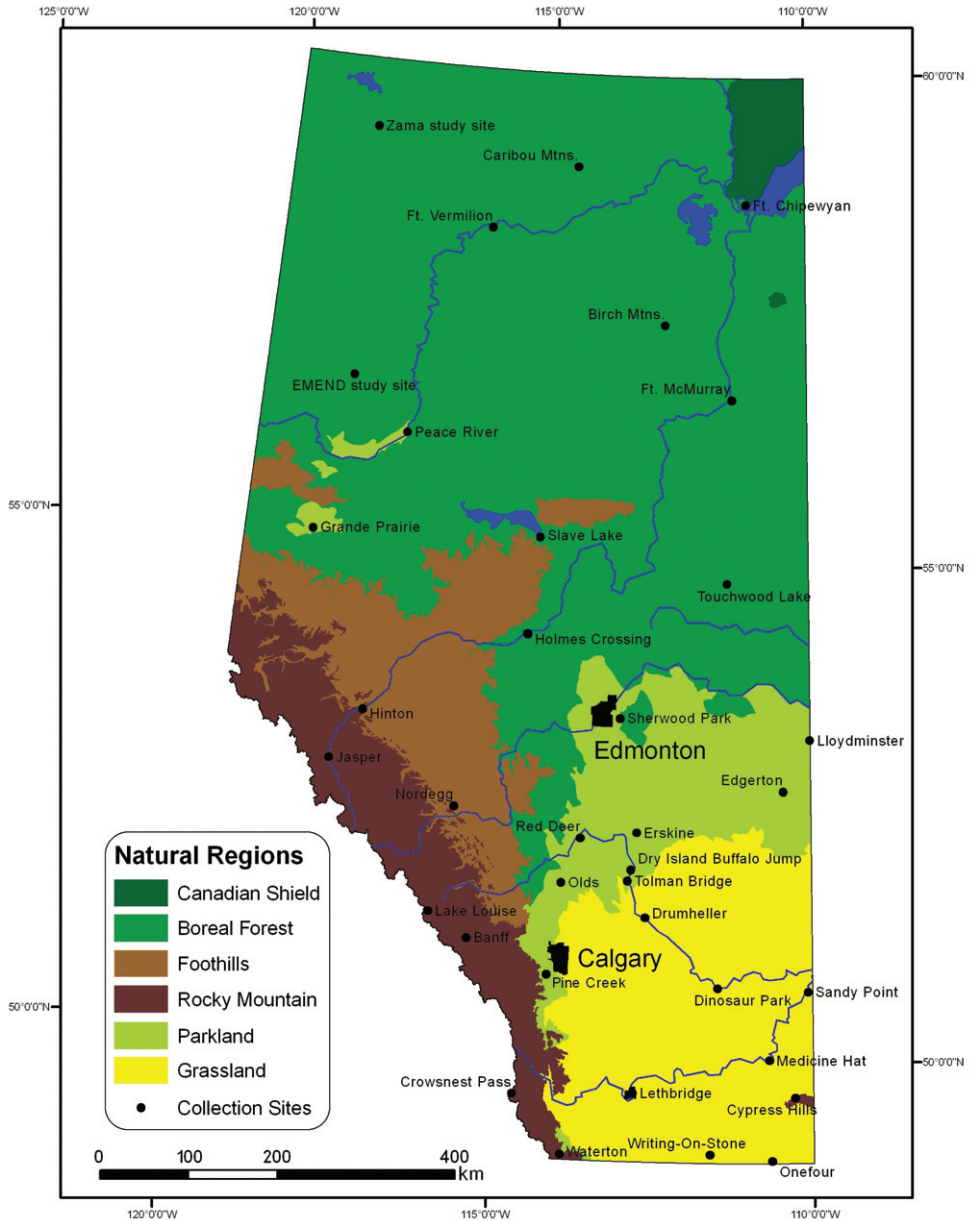 125°0'0"W
120°0'0"W
115°0'0"W
110°0'0"W
60°0'0"N
Zama study site
Caribou Mtns.
Ft. Chipewyan
Ft. Vermilion
Birch Mtns.
EMEND study site
Ft. McMurray
Peace River
55°0'0"N
Grande Prairie
Slave Lake
55°0'0"N
Touchwood Lake
Holmes Crossing
Hinton
Sherwood Park
Edmonton
Lloydminster
Jasper
Edgerton
Nordegg
Red Deer
Erskine
Natural Regions
Canadian Shield
Boreal Forest
Foothills
Rocky Mountain
Parkland
Grassland
Collection Sites
Dry Island Buffalo Jump
Olds
Tolman Bridge
Lake Louise
Drumheller
Banff
Calgary
Pine Creek
Dinosaur Park
Sandy Point
50°0'0"N
50°0'0"N
Medicine Hat
Crowsnest Pass
Lethbridge
Cypress Hills
Waterton
Writing-On-Stone
Onefour
0 100 200 400
km
120°0'0"W
115°0'0"W
110°0'0"W